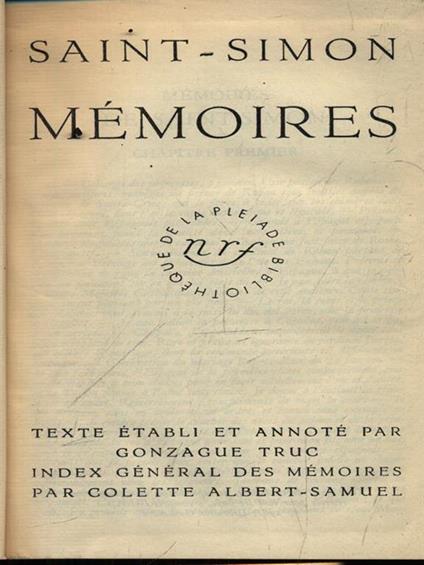 SAINT-SIMON
MÉMOIRES
BIBLIOTHÈQUE DE LA PLEIADE
nrf
TEXTE ÉTABLI ET ANNOTÉ PAR
GONZAGUE TRUC
INDEX GÉNÉRAL DES MÉMOIRES
PAR COLETTE ALBERT-SAMUEL